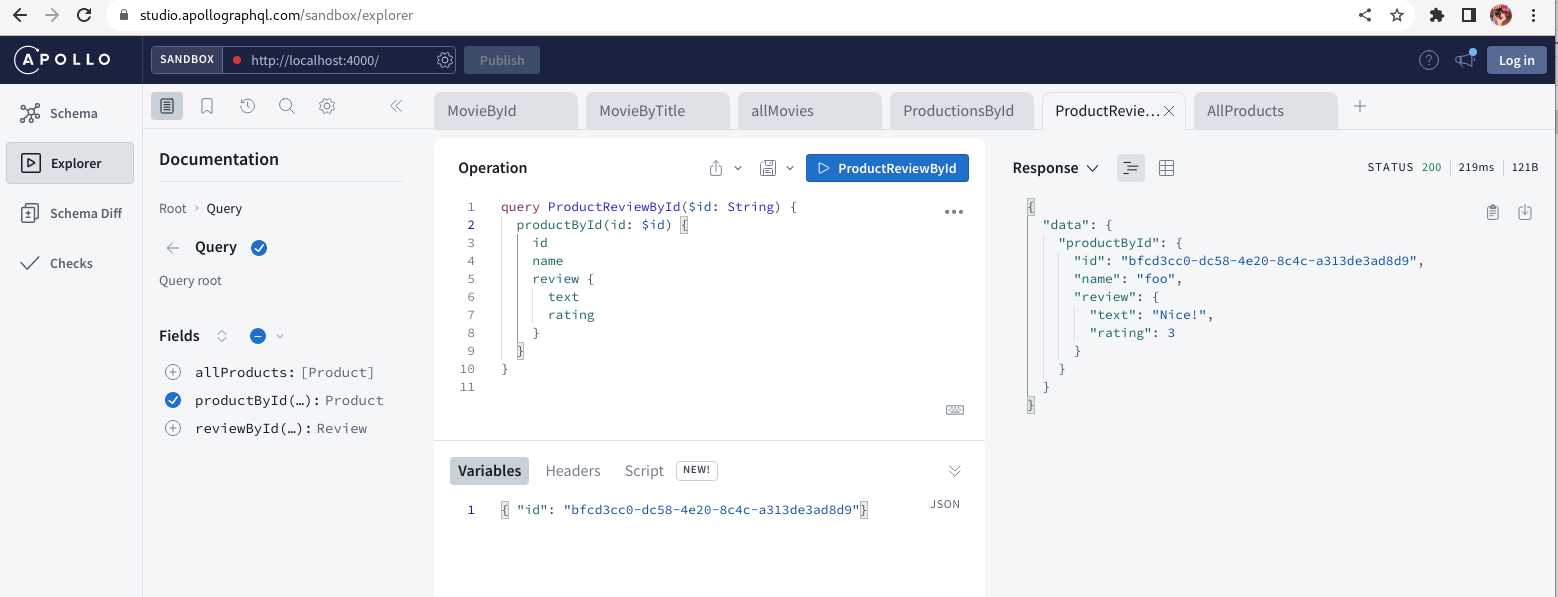 studio.apollographql.com/sandbox/explorer
APOLLO
SANDBOX
http://localhost:4000/
Publish
?
Log in
Schema
Explorer
Schema Diff
Checks
Documentation
Root › Query
Query
Query root
Fields
allProducts: [Product]
productById(…): Product
reviewById(…): Review
MovieById
MovieByTitle
allMovies
ProductionsById
ProductRevie…
AllProducts
Operation
ProductReviewById
1 query ProductReviewById($id: String) {
2 productById(id: $id) {
3 id
4 name
5 review {
6 text
7 rating
8 }
9 }
10 }
11
Variables
Headers
Script
NEW!
JSON
1 { "id": "bfcd3cc0-dc58-4e20-8c4c-a313de3ad8d9"}
Response
STATUS 200
219ms
121B
{
"data": {
"productById": {
"id": "bfcd3cc0-dc58-4e20-8c4c-a313de3ad8d9",
"name": "foo",
"review": {
"text": "Nice!",
"rating": 3
}
}
}
}